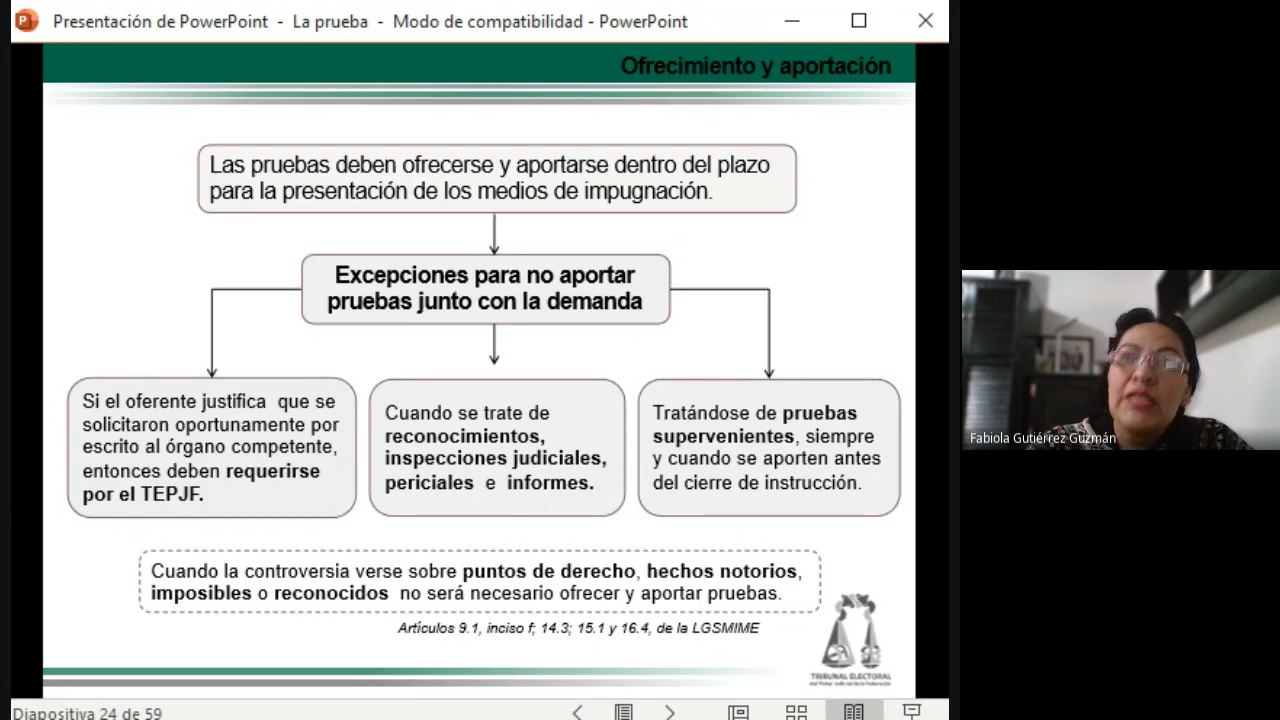 Presentación de PowerPoint - La prueba - Modo de compatibilidad - PowerPoint
Ofrecimiento y aportación
Las pruebas deben ofrecerse y aportarse dentro del plazo
para la presentación de los medios de impugnación.
Excepciones para no aportar
pruebas junto con la demanda
Si el oferente justifica que se
solicitaron oportunamente por
escrito al órgano competente,
entonces deben requerirse
por el TEPJF.
Cuando se trate de
reconocimientos,
inspecciones judiciales,
periciales e informes.
Tratándose de pruebas
supervenientes, siempre
y cuando se aporten antes
del cierre de instrucción.
Cuando la controversia verse sobre puntos de derecho, hechos notorios,
imposibles o reconocidos no será necesario ofrecer y aportar pruebas.
Artículos 9.1, inciso f; 14.3; 15.1 y 16.4, de la LGSMIME
TRIBUNAL ELECTORAL
del Poder Judicial de la Federación
Diapositiva 24 de 59
Fabiola Gutiérrez Guzmán